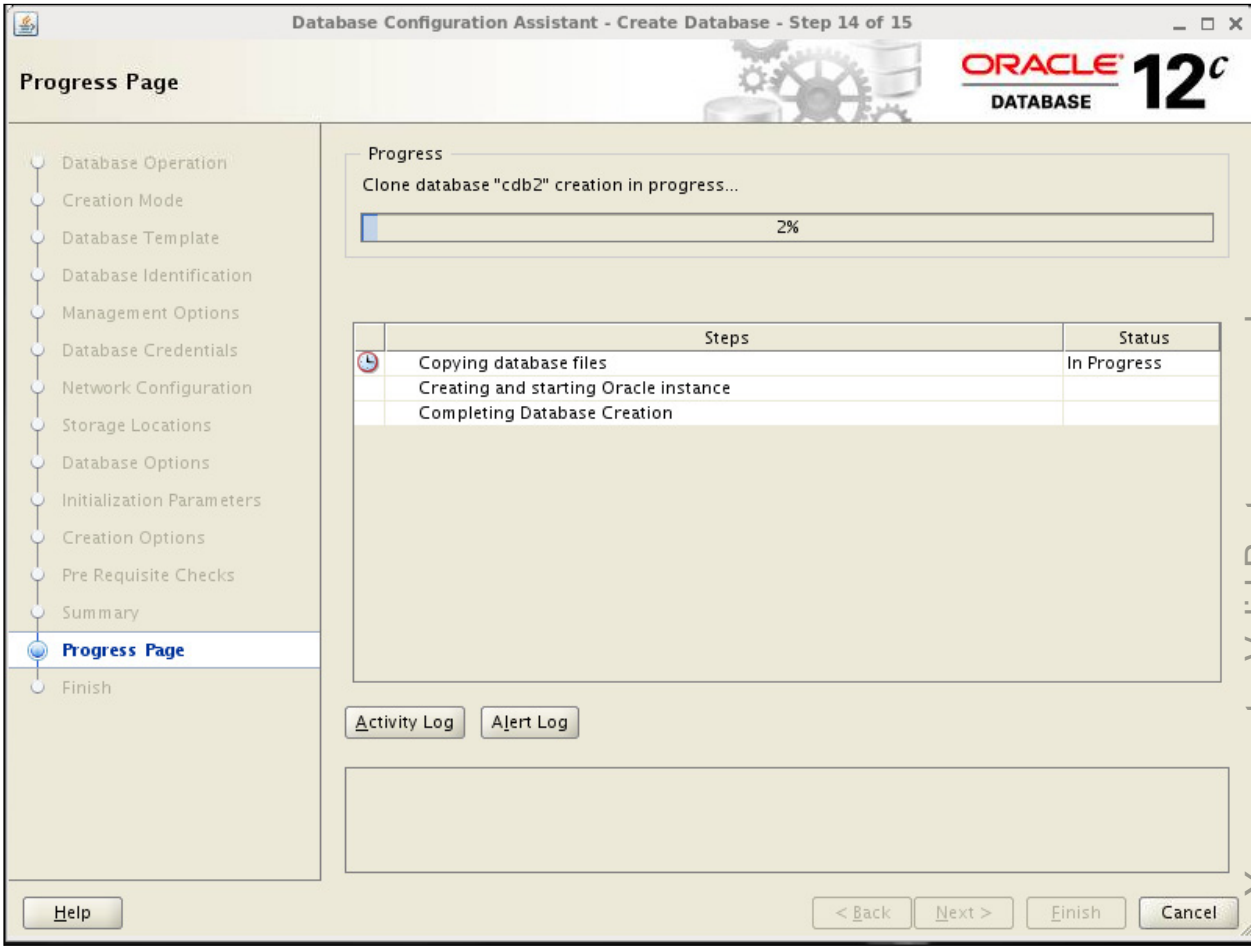 Database Configuration Assistant - Create Database - Step 14 of 15
Progress Page
ORACLE
DATABASE
12c
Database Operation
Creation Mode
Database Template
Database Identification
Management Options
Database Credentials
Network Configuration
Storage Locations
Database Options
Initialization Parameters
Creation Options
Pre Requisite Checks
Summary
Progress Page
Finish
Progress
Clone database "cdb2" creation in progress...
2%
Steps Status
Copying database files In Progress
Creating and starting Oracle instance
Completing Database Creation
Activity Log Alert Log
Help < Back Next > Finish Cancel